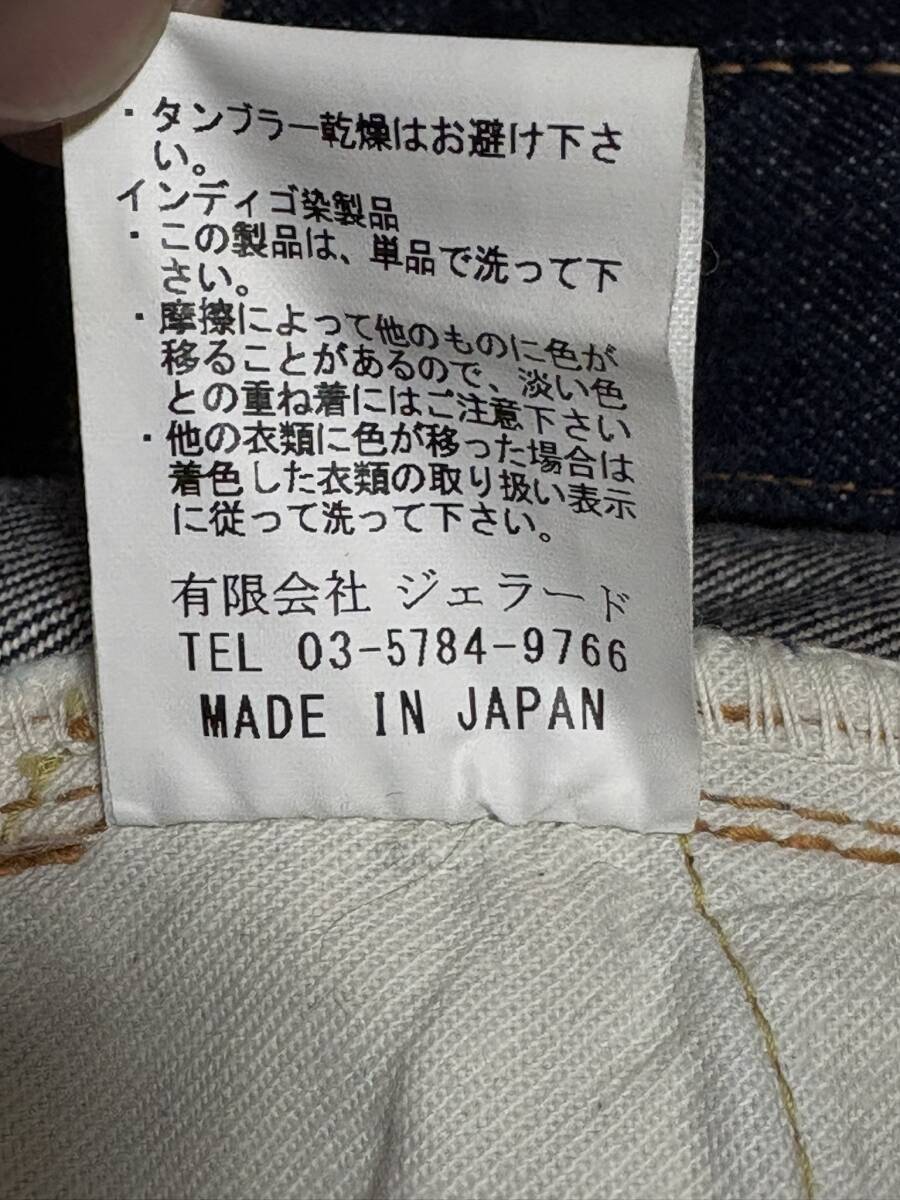 ・タンブラー乾燥はお避け下さ
い。
インディゴ染製品
・この製品は、単品で洗って下
さい。
・摩擦によって他のものに色が
移ることがあるので、淡い色
との重ね着にはご注意下さい
・他の衣類に色が移った場合は
着色した衣類の取り扱い表示
に従って洗って下さい。
有限会社 ジェラード
TEL 03-5784-9766
MADE IN JAPAN